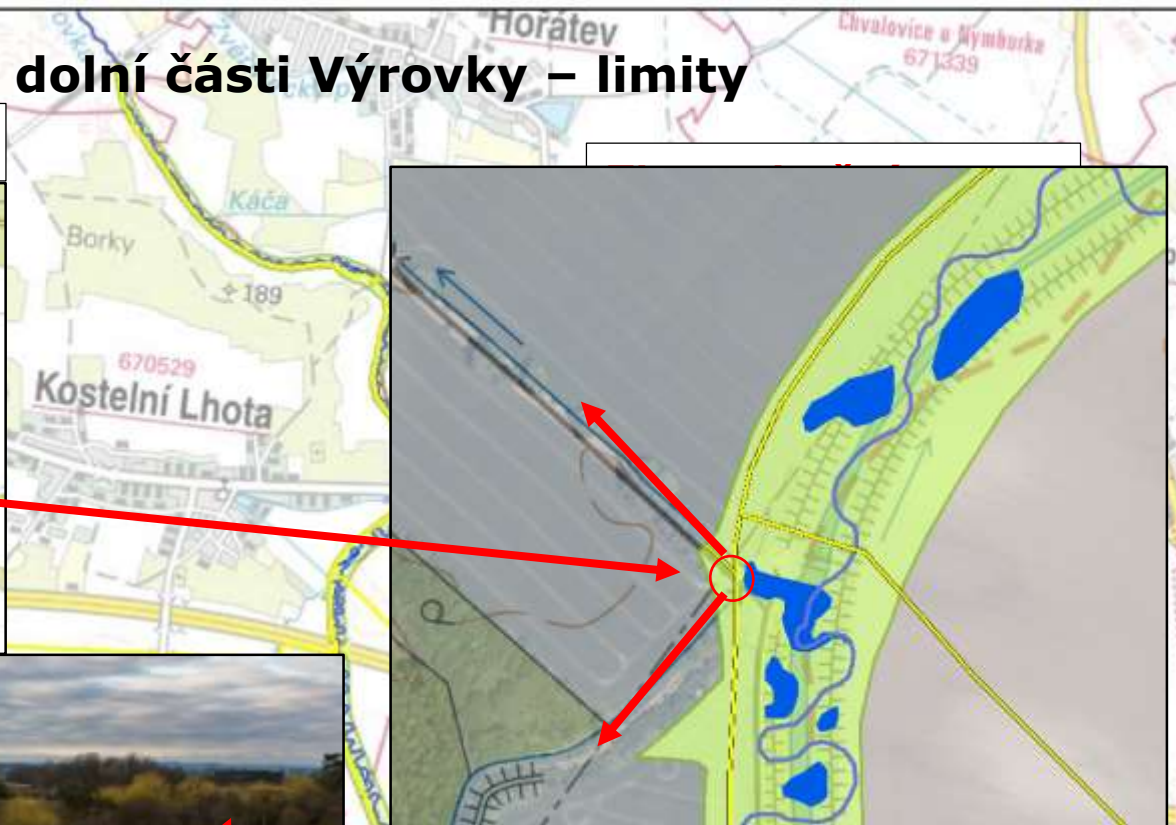 Hořátev
Chvalovice u Nymburka
671339
dolní části Výrovky – limity
Káča
Borky
189
670529
Kostelní Lhota